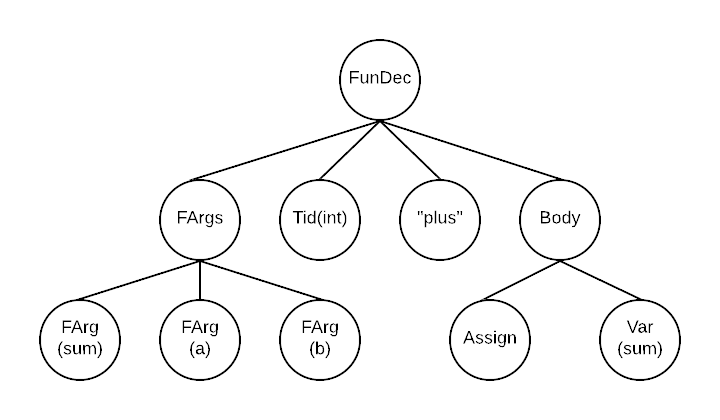 FunDec
FArgs
Tid(int)
"plus"
Body
FArg
(sum)
FArg
(a)
FArg
(b)
Assign
Var
(sum)